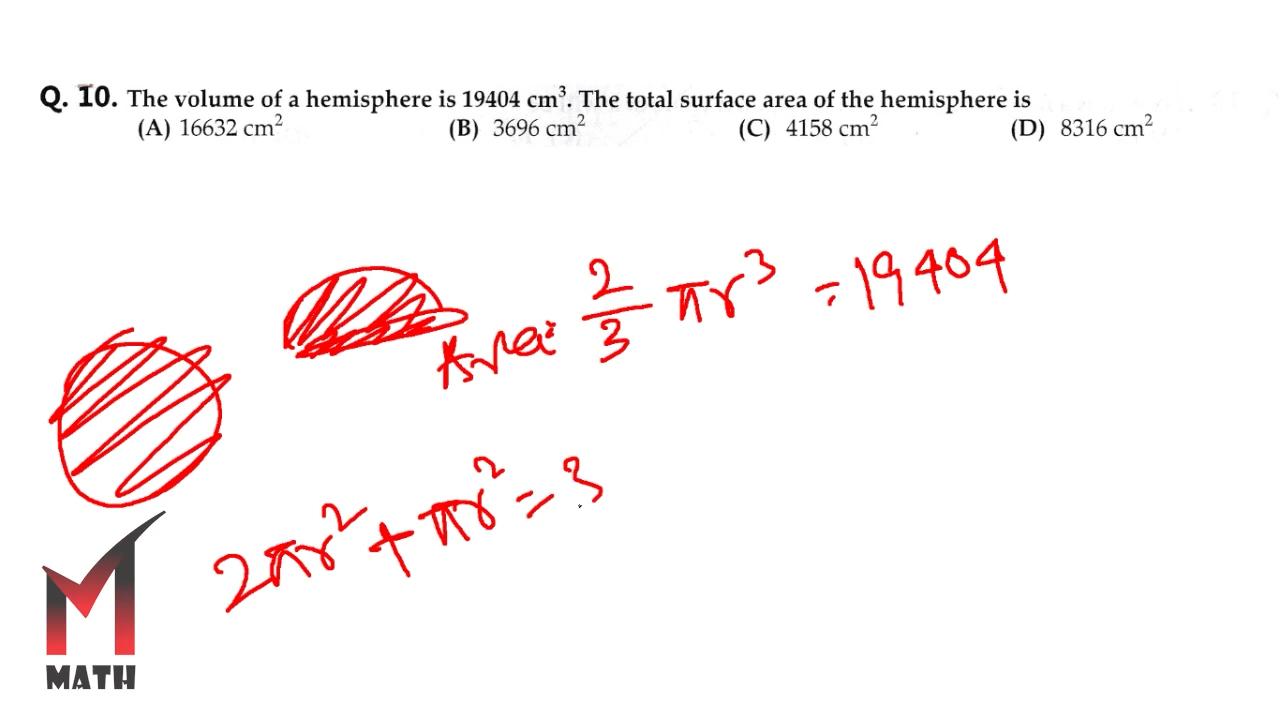 Q. 10. The volume of a hemisphere is 19404 cm³. The total surface area of the hemisphere is
(A) 16632 cm² (B) 3696 cm² (C) 4158 cm² (D) 8316 cm²
Area: 2/3 πr³ = 19404
2πr² + πr² = 3
MATH